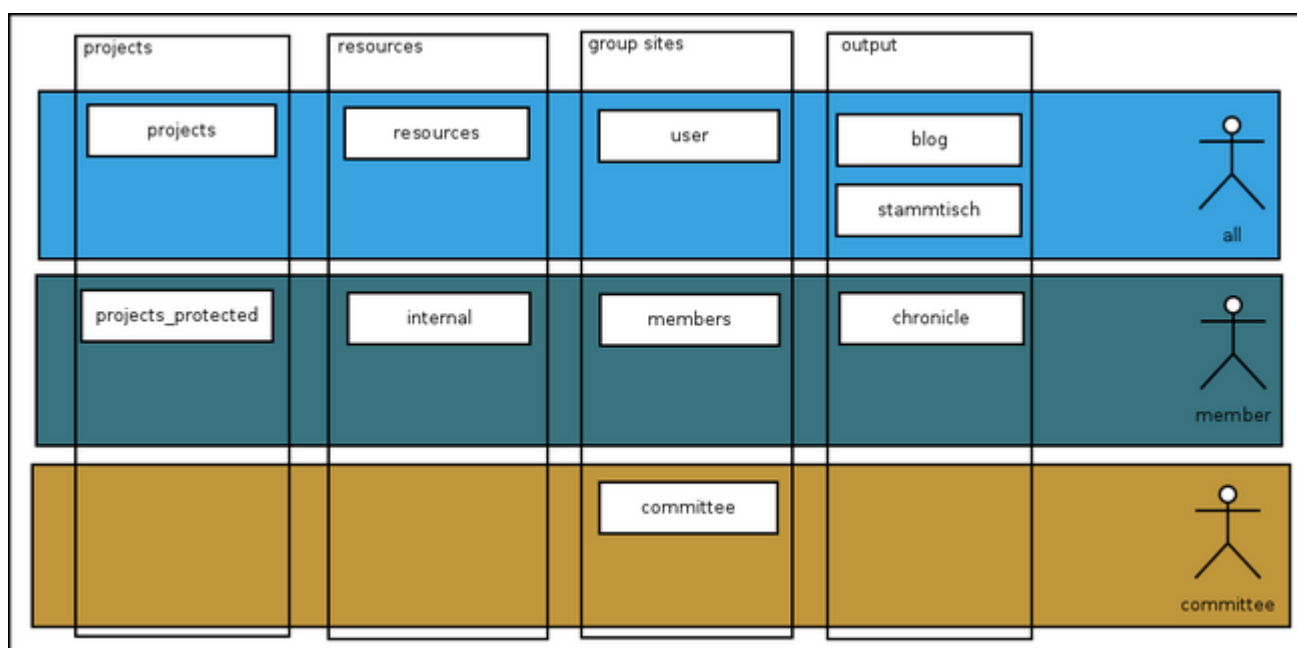 projects
resources
group sites
output
projects
resources
user
blog
stammtisch
all
projects_protected
internal
members
chronicle
member
committee
committee